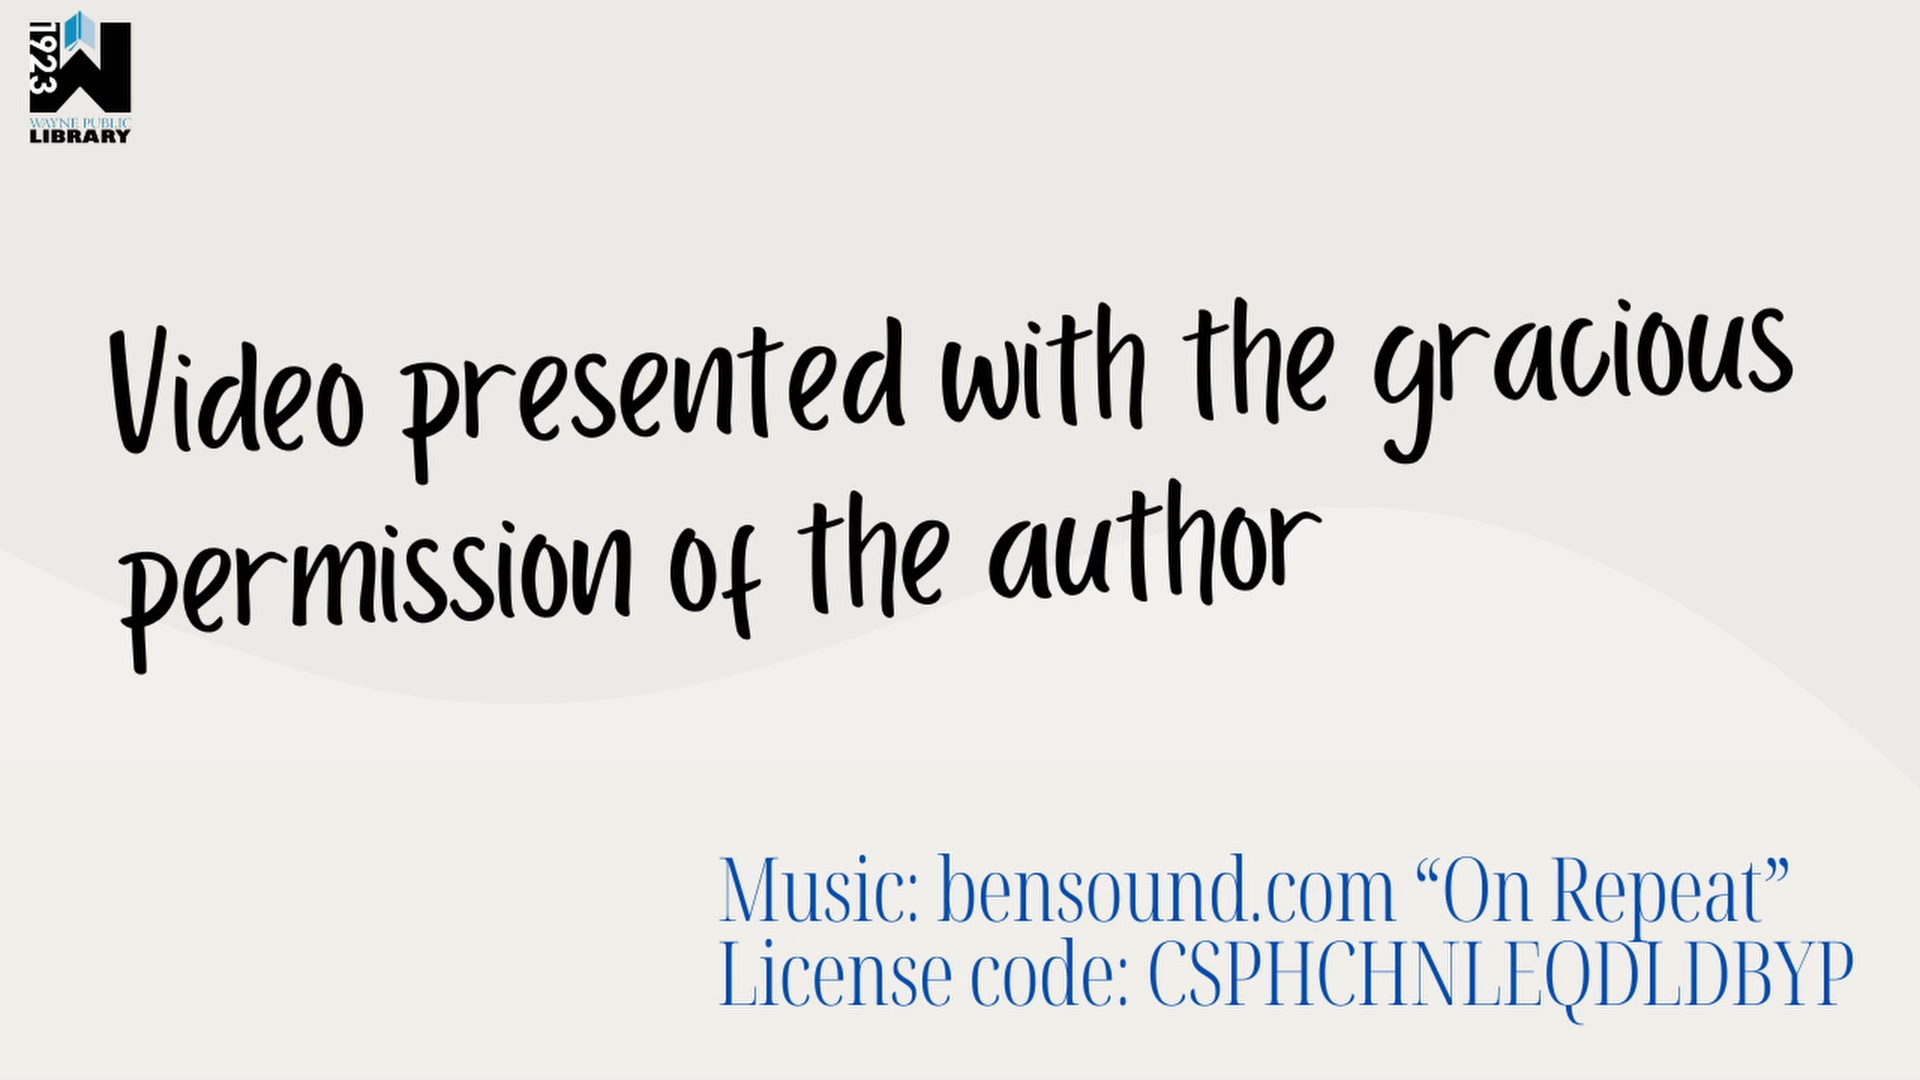 1923
WAYNE PUBLIC
LIBRARY
Video presented with the gracious
permission of the author
Music: bensound.com “On Repeat”
License code: CSPHCHNLEQDLDBYP